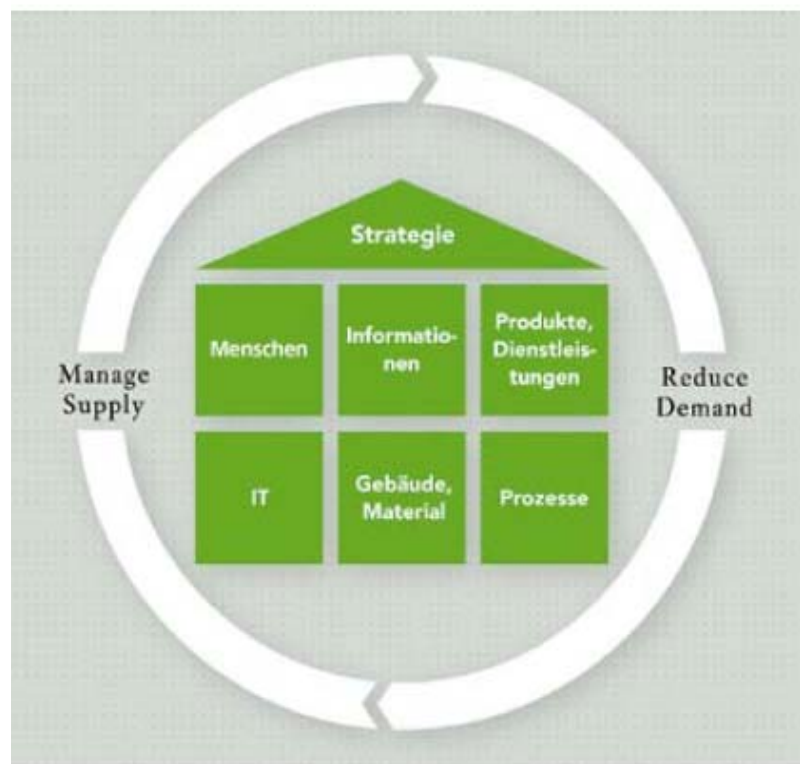 Strategie
Menschen
Informatio-
nen
Produkte,
Dienstleis-
tungen
Manage
Supply
Reduce
Demand
IT
Gebäude,
Material
Prozesse